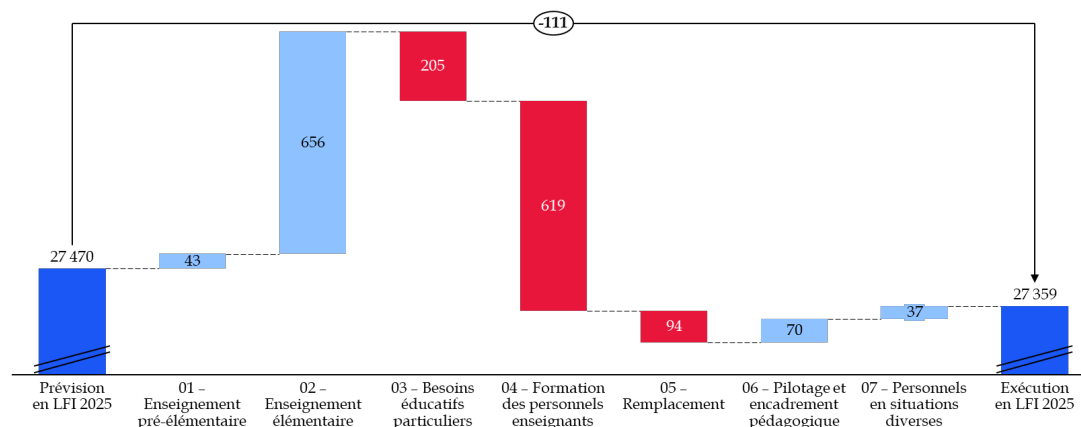 -111
656
205
619
27 470
43
94
70
37
27 359
Prévision
en LFI 2025
01 –
Enseignement
pré-élémentaire
02 –
Enseignement
élémentaire
03 – Besoins
éducatifs
particuliers
04 – Formation
des personnels
enseignants
05 –
Remplacement
06 – Pilotage et
encadrement
pédagogique
07 – Personnels
en situations
diverses
Exécution
en LFI 2025